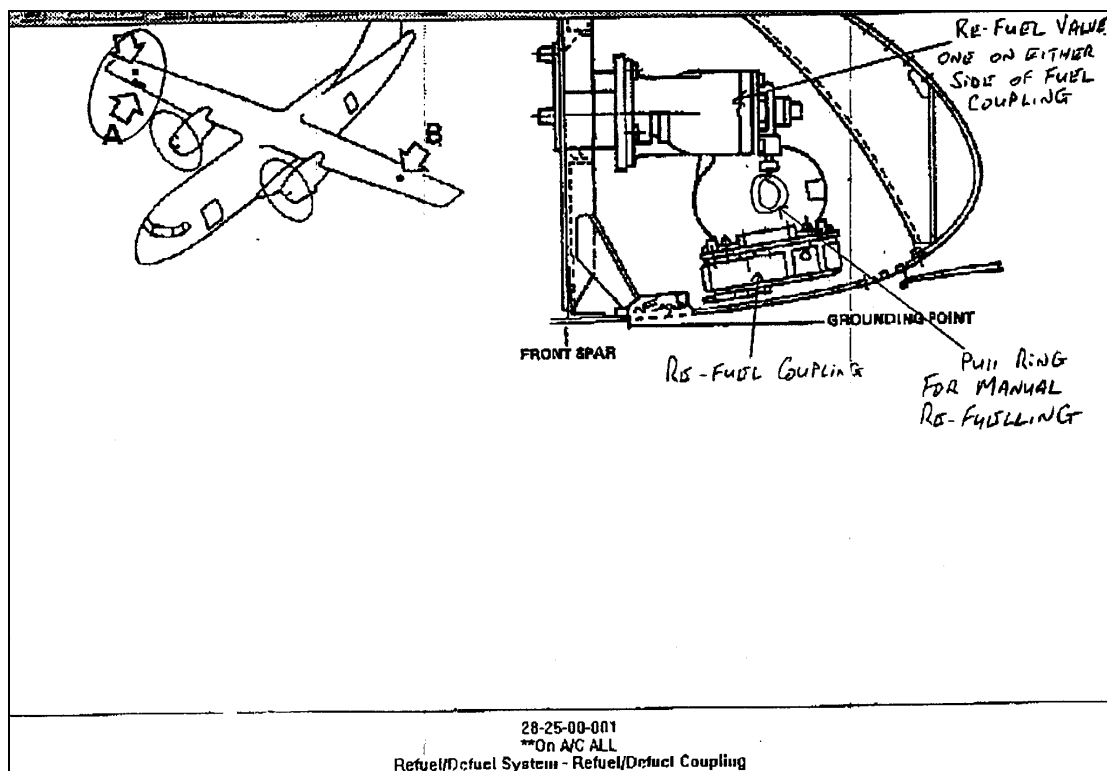 A
B
RE-FUEL VALVE
ONE ON EITHER
SIDE OF FUEL
COUPLING
GROUNDING POINT
FRONT SPAR
RE-FUEL COUPLING
PULL RING
FOR MANUAL
RE-FUELLING
28-25-00-001
**On A/C ALL
Refuel/Defuel System - Refuel/Defuel Coupling